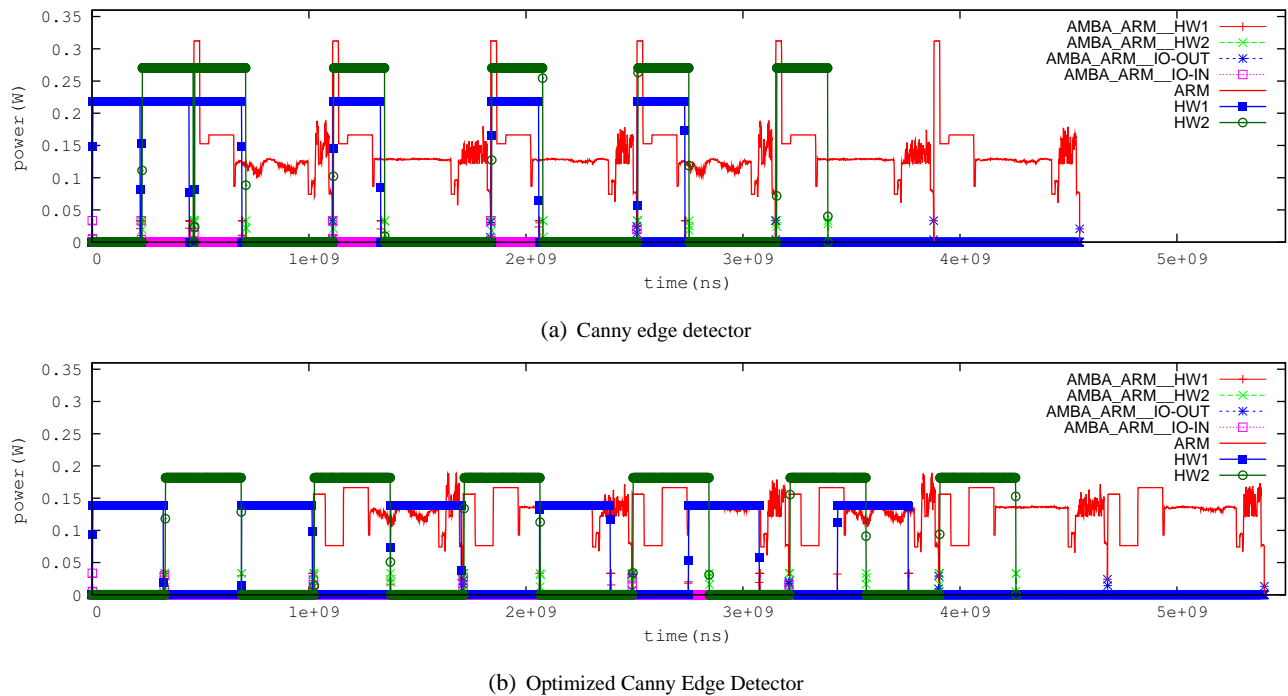 0.35
0.3
0.25
0.2
0.15
0.1
0.05
0
power(W)
AMBA_ARM__HW1
AMBA_ARM__HW2
AMBA_ARM__IO-OUT
AMBA_ARM__IO-IN
ARM
HW1
HW2
0 1e+09 2e+09 3e+09 4e+09 5e+09
time(ns)
(a) Canny edge detector
0.35
0.3
0.25
0.2
0.15
0.1
0.05
0
power(W)
AMBA_ARM__HW1
AMBA_ARM__HW2
AMBA_ARM__IO-OUT
AMBA_ARM__IO-IN
ARM
HW1
HW2
0 1e+09 2e+09 3e+09 4e+09 5e+09
time(ns)
(b) Optimized Canny Edge Detector